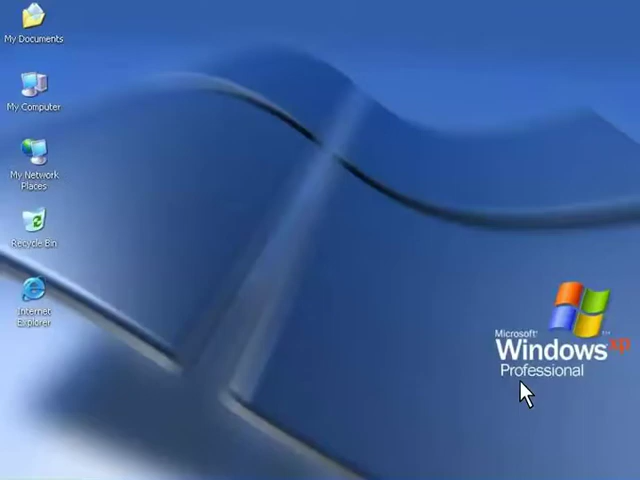 My Documents
My Computer
My Network
Places
Recycle Bin
Internet
Explorer
Microsoft®
Windows xp
Professional